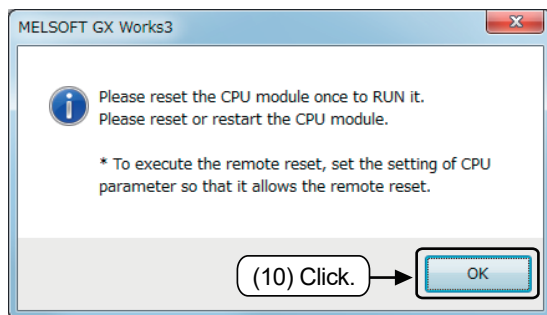 MELSOFT GX Works3
Please reset the CPU module once to RUN it.
Please reset or restart the CPU module.
* To execute the remote reset, set the setting of CPU
parameter so that it allows the remote reset.
(10) Click.
OK